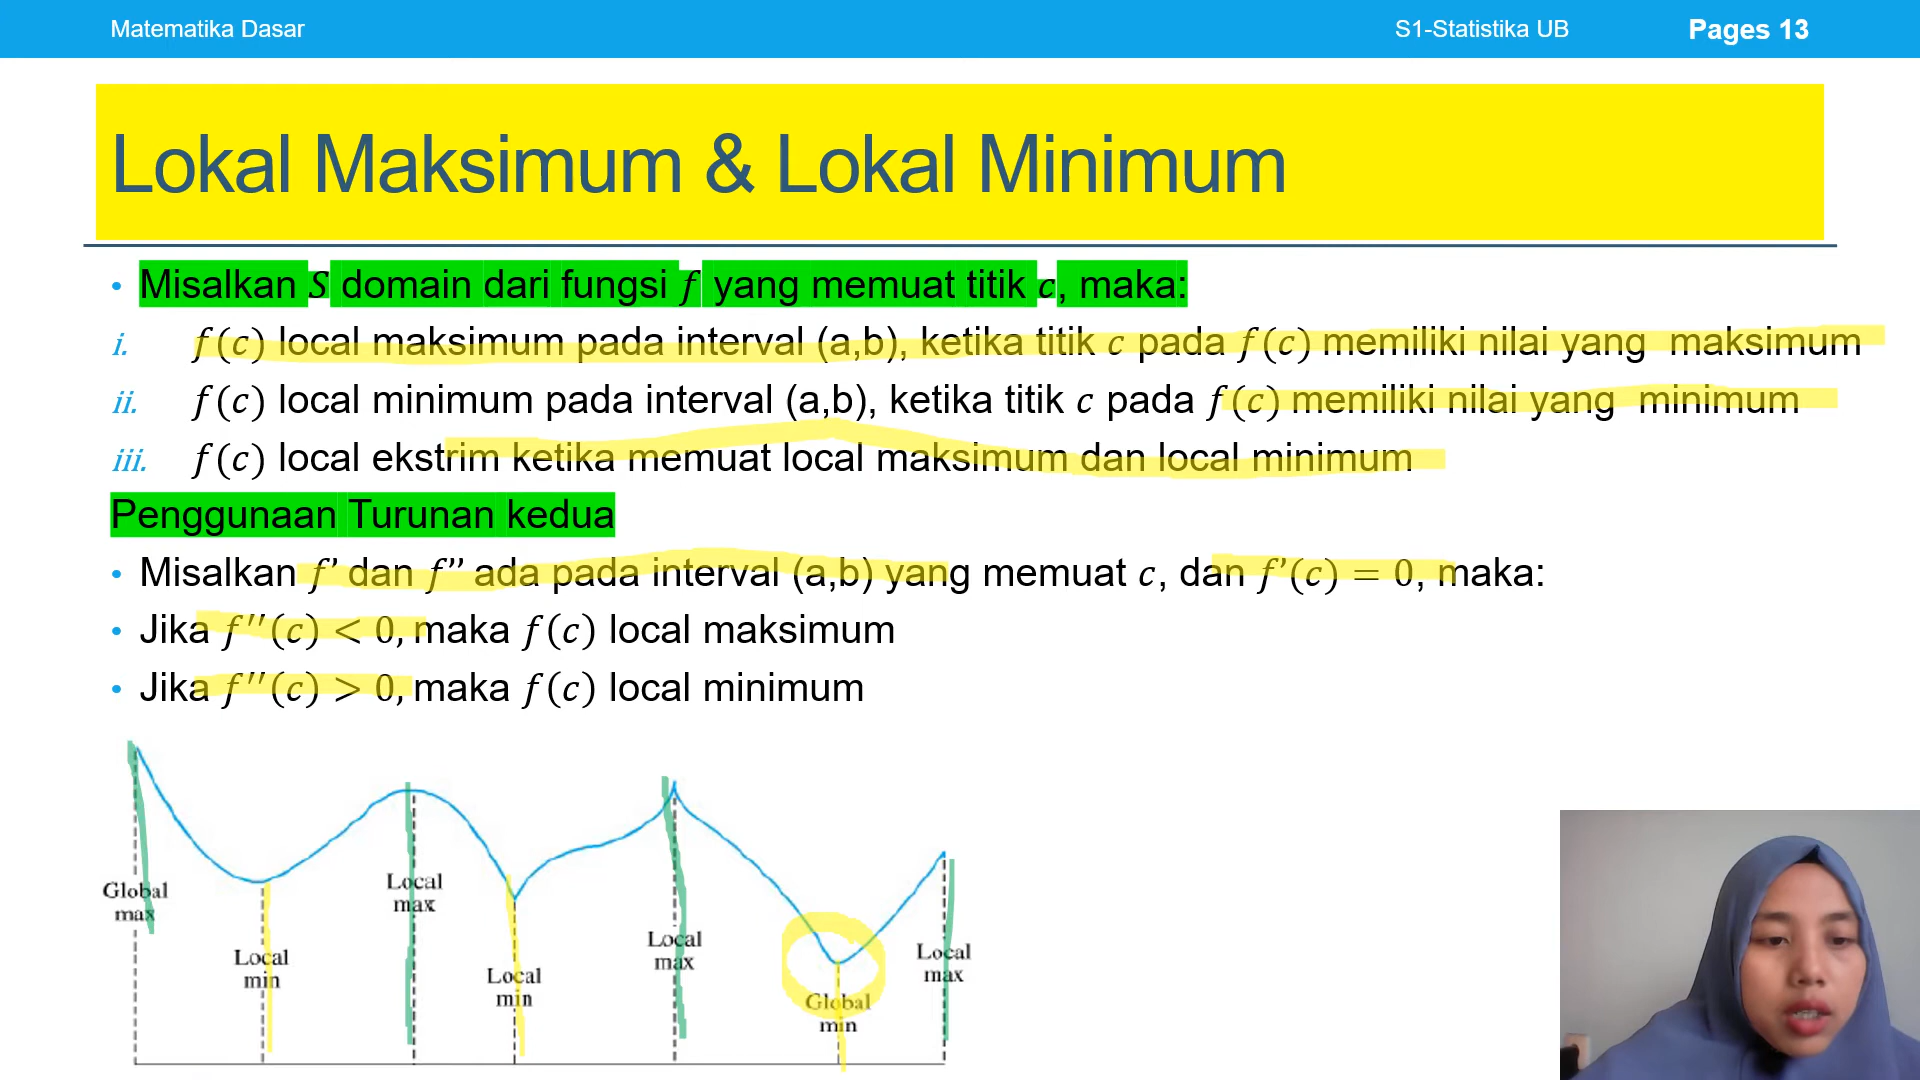 Matematika Dasar S1-Statistika UB Pages 13
Lokal Maksimum & Lokal Minimum
• Misalkan S domain dari fungsi f yang memuat titik c, maka:
i. f(c) local maksimum pada interval (a,b), ketika titik c pada f(c) memiliki nilai yang maksimum
ii. f(c) local minimum pada interval (a,b), ketika titik c pada f(c) memiliki nilai yang minimum
iii. f(c) local ekstrim ketika memuat local maksimum dan local minimum
Penggunaan Turunan kedua
• Misalkan f’ dan f’’ ada pada interval (a,b) yang memuat c, dan f’(c) = 0, maka:
• Jika f′′(c) < 0, maka f(c) local maksimum
• Jika f′′(c) > 0, maka f(c) local minimum
Global
max
Local
min
Local
max
Local
min
Local
max
Global
min
Local
max